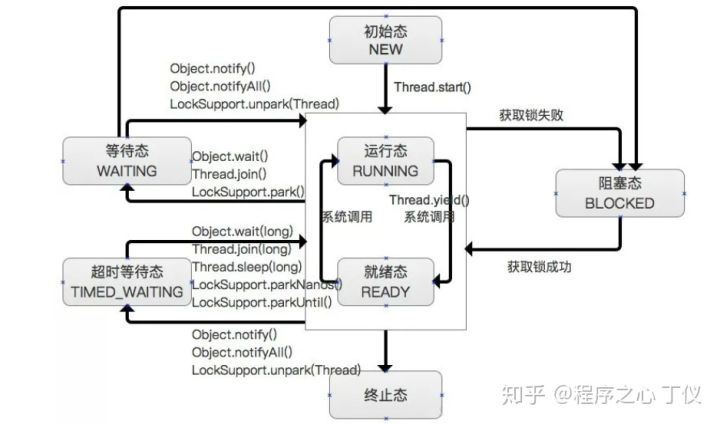 初始态
NEW
Object.notify()
Object.notifyAll()
LockSupport.unpark(Thread)
Thread.start()
获取锁失败
等待态
WAITING
Object.wait()
Thread.join()
LockSupport.park()
运行态
RUNNING
阻塞态
BLOCKED
Thread.yield()
系统调用
系统调用
Object.wait(long)
Thread.join(long)
Thread.sleep(long)
LockSupport.parkNanos()
LockSupport.parkUntil()
获取锁成功
超时等待态
TIMED_WAITING
就绪态
READY
Object.notify()
Object.notifyAll()
LockSupport.unpark(Thread)
终止态
知乎 @程序之心 丁仪